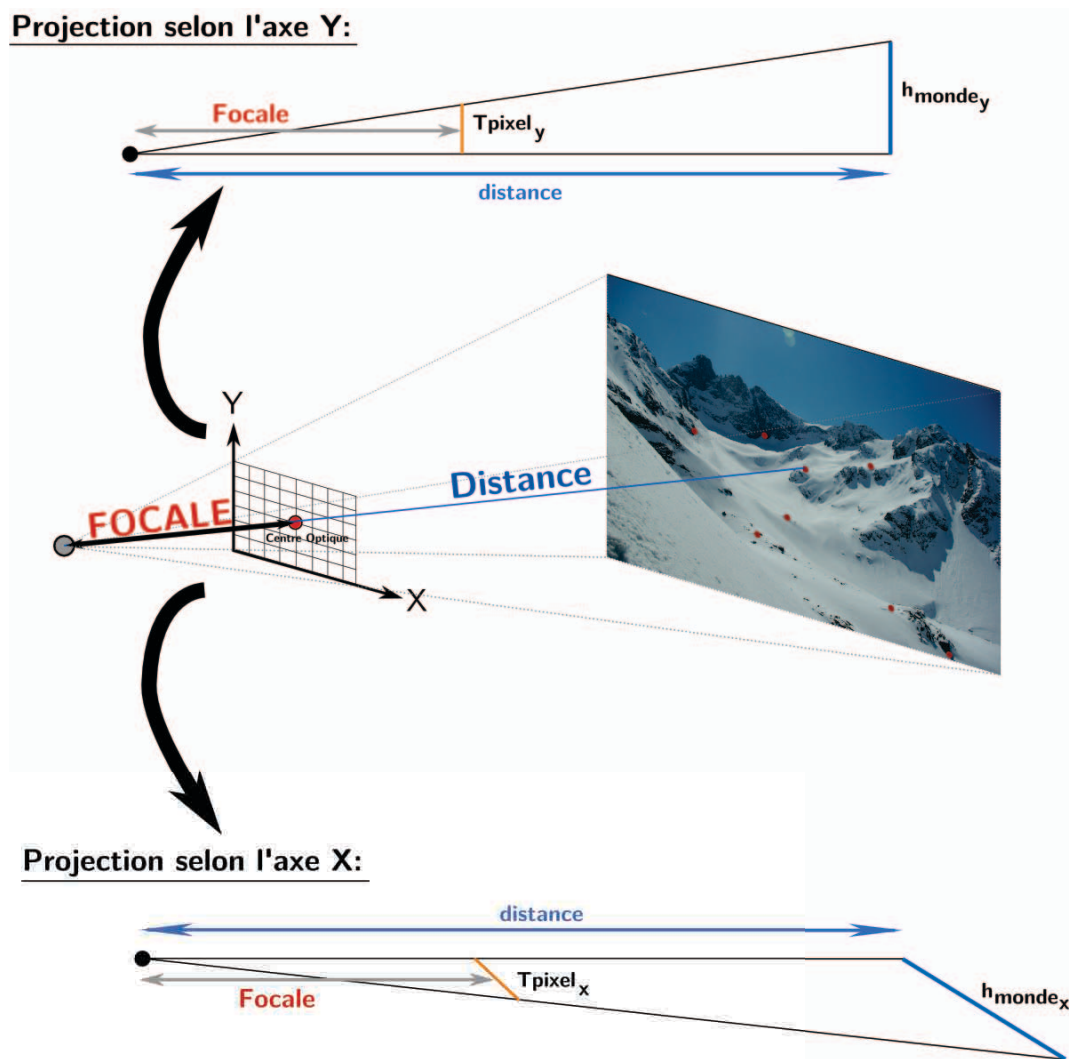 Projection selon l'axe Y:
Focale
Tpixel_y
h_monde_y
distance
Y
Distance
FOCALE
Centre Optique
X
Projection selon l'axe X:
distance
Tpixel_x
Focale
h_monde_x